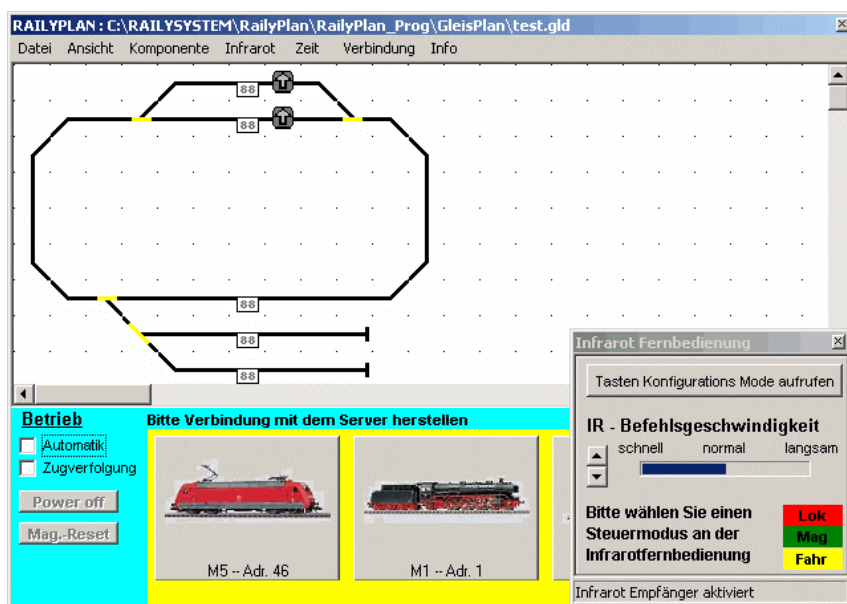 RAILYPLAN : C:\RAILYSYSTEM\RailyPlan\RailyPlan_Prog\GleisPlan\test.gld
Datei Ansicht Komponente Infrarot Zeit Verbindung Info
88
88
88
88
88
Infrarot Fernbedienung
Tasten Konfigurations Mode aufrufen
IR - Befehlsgeschwindigkeit
schnell normal langsam
Bitte wählen Sie einen
Steuermodus an der
Infrarotfernbedienung
Lok
Mag
Fahr
Infrarot Empfänger aktiviert
Betrieb
Automatik
Zugverfolgung
Power off
Mag.-Reset
Bitte Verbindung mit dem Server herstellen
M5 -- Adr. 46
M1 -- Adr. 1